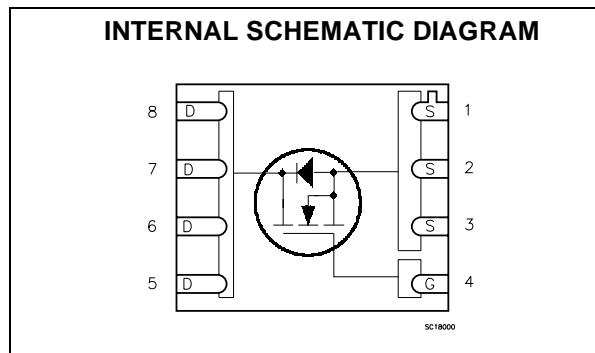 INTERNAL SCHEMATIC DIAGRAM
8 D S 1
7 D S 2
6 D S 3
5 D G 4
SC18000